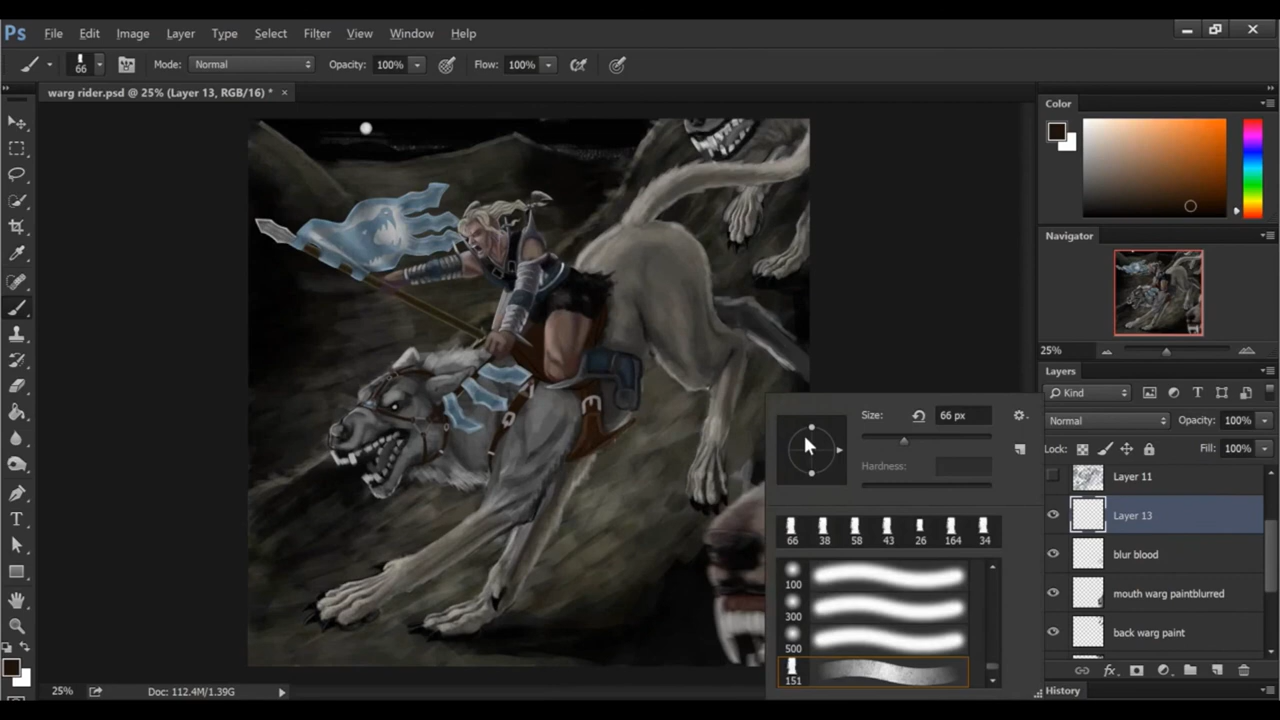 Ps File Edit Image Layer Type Select Filter View Window Help
66 Mode: Normal Opacity: 100% Flow: 100%
warg rider.psd @ 25% (Layer 13, RGB/16) * ×
Color
Navigator
25%
Layers
Kind
Normal Opacity: 100%
Lock: Fill: 100%
Layer 11
Layer 13
blur blood
mouth warg paintblurred
back warg paint
History
Size: 66 px
Hardness:
66 38 58 43 26 164 34
100
300
500
151
25% Doc: 112.4M/1.39G